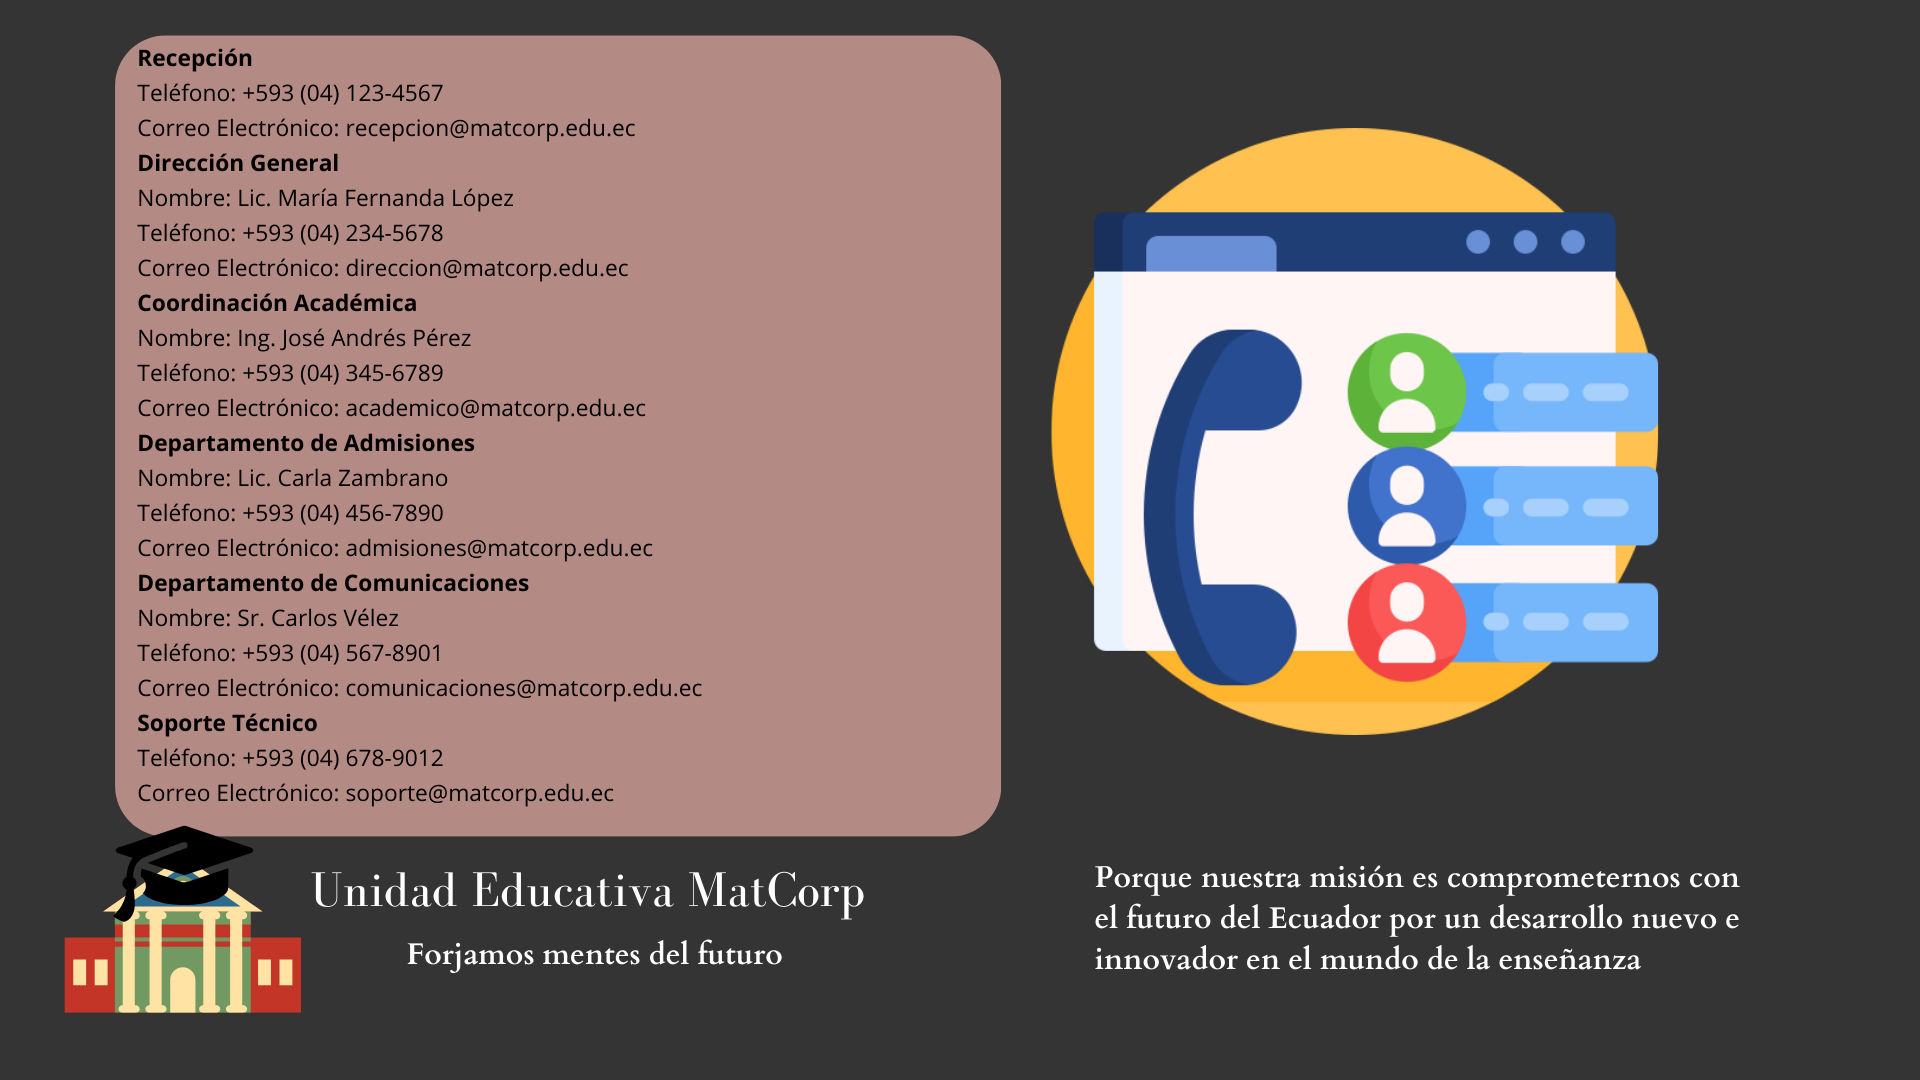 Recepción
Teléfono: +593 (04) 123-4567
Correo Electrónico: recepcion@matcorp.edu.ec
Dirección General
Nombre: Lic. María Fernanda López
Teléfono: +593 (04) 234-5678
Correo Electrónico: direccion@matcorp.edu.ec
Coordinación Académica
Nombre: Ing. José Andrés Pérez
Teléfono: +593 (04) 345-6789
Correo Electrónico: academico@matcorp.edu.ec
Departamento de Admisiones
Nombre: Lic. Carla Zambrano
Teléfono: +593 (04) 456-7890
Correo Electrónico: admisiones@matcorp.edu.ec
Departamento de Comunicaciones
Nombre: Sr. Carlos Vélez
Teléfono: +593 (04) 567-8901
Correo Electrónico: comunicaciones@matcorp.edu.ec
Soporte Técnico
Teléfono: +593 (04) 678-9012
Correo Electrónico: soporte@matcorp.edu.ec
Unidad Educativa MatCorp
Forjamos mentes del futuro
Porque nuestra misión es comprometernos con
el futuro del Ecuador por un desarrollo nuevo e
innovador en el mundo de la enseñanza